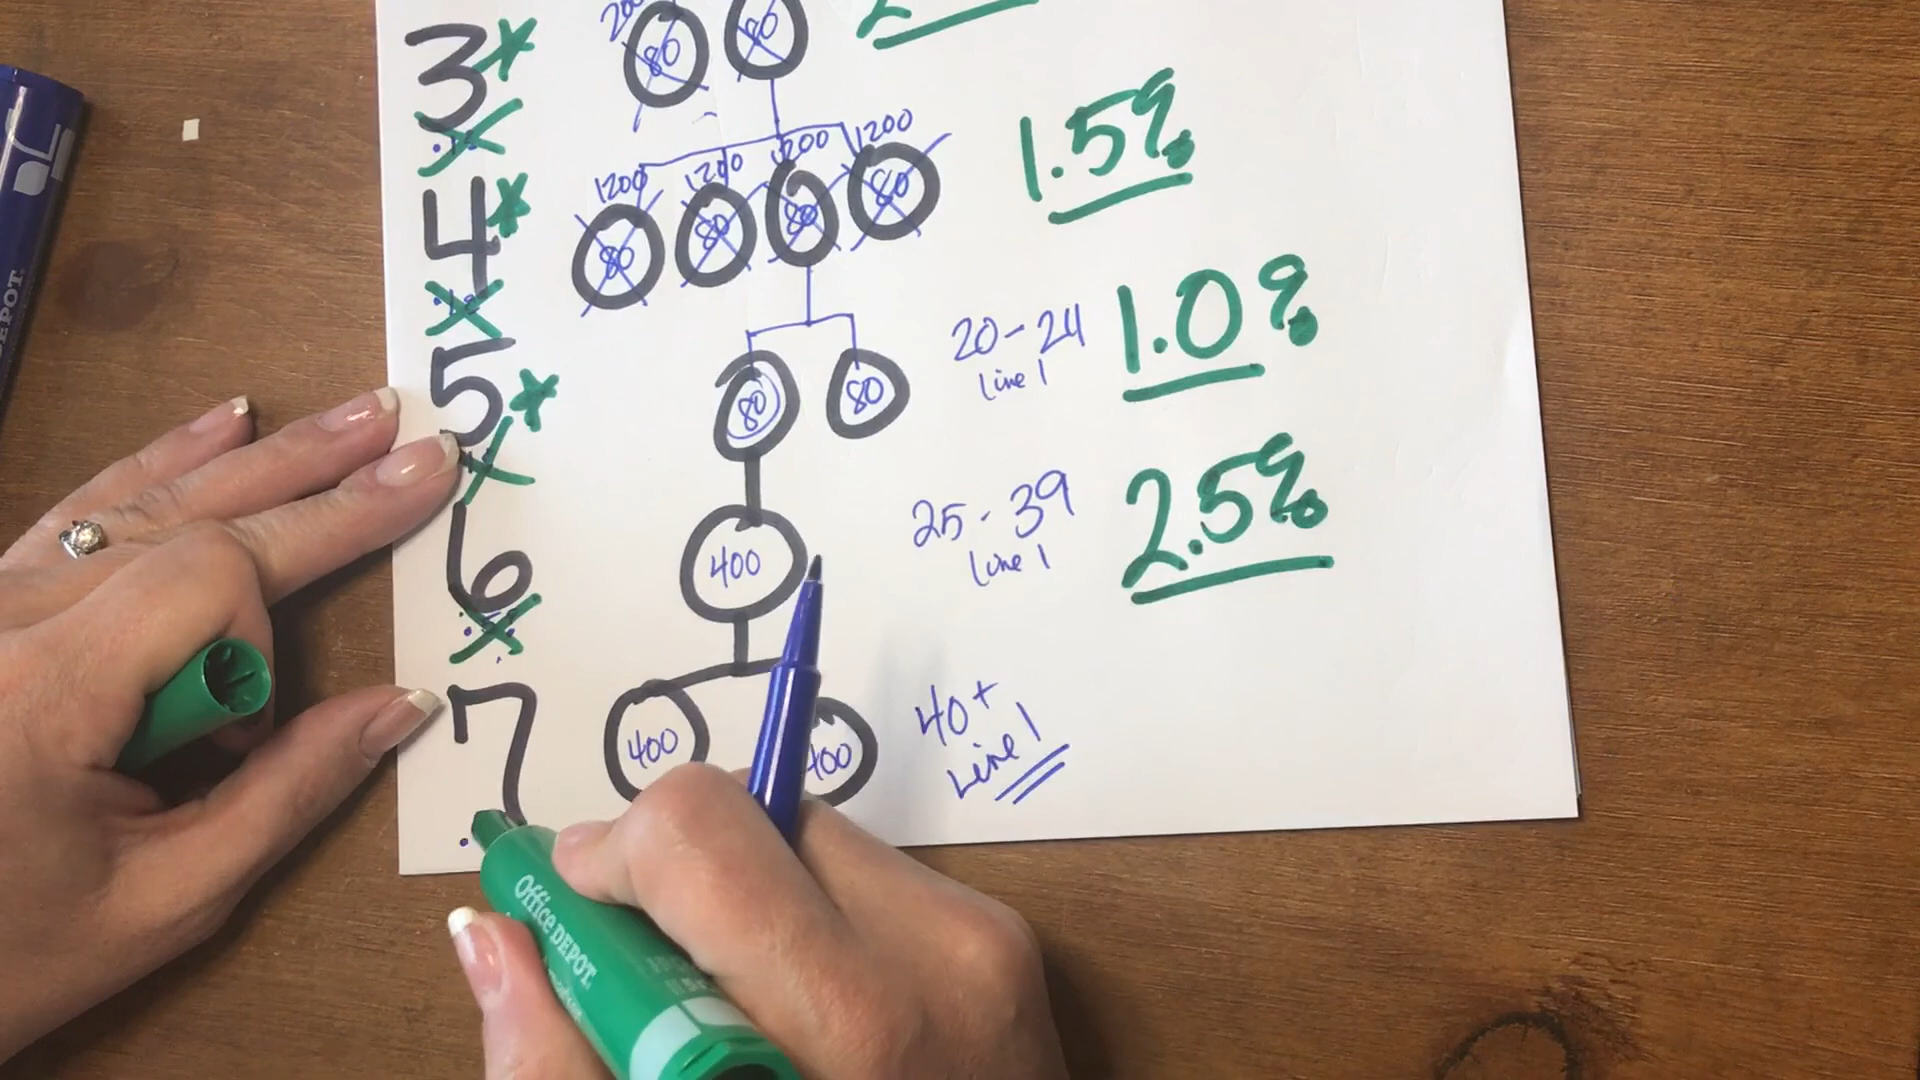 3*
200
80
80
1.5%
1200 1200 1200 1200
4*
80 80 80 80
5*
80 80
20-24
Line 1
1.0%
6
400
25-39
Line 1
2.5%
7
400 400
40+
Line 1
Office DEPOT
DEPOT